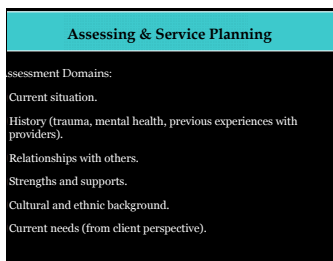 Assessing & Service Planning
ssessment Domains:
Current situation.
History (trauma, mental health, previous experiences with
providers).
Relationships with others.
Strengths and supports.
Cultural and ethnic background.
Current needs (from client perspective).